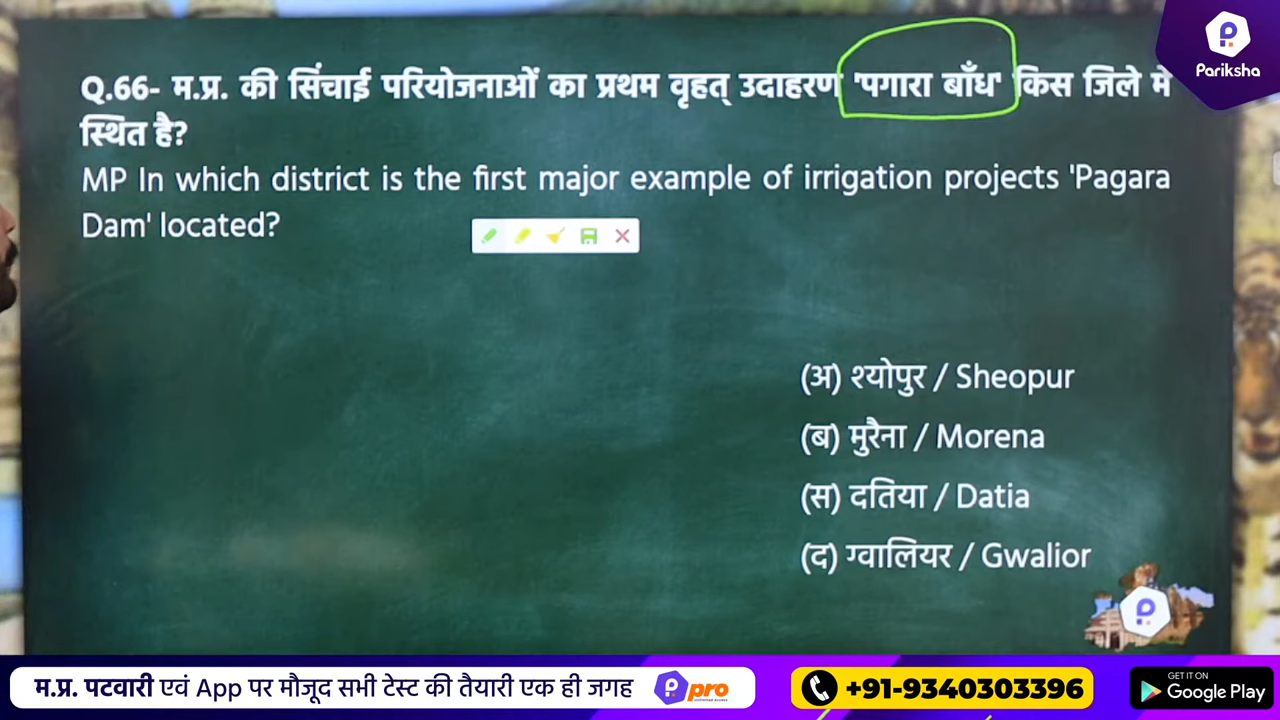 Pariksha
Q.66- म.प्र. की सिंचाई परियोजनाओं का प्रथम वृहत् उदाहरण 'पगारा बाँध' किस जिले मे
स्थित है?
MP In which district is the first major example of irrigation projects 'Pagara
Dam' located?
(अ) श्योपुर / Sheopur
(ब) मुरैना / Morena
(स) दतिया / Datia
(द) ग्वालियर / Gwalior
म.प्र. पटवारी एवं App पर मौजूद सभी टेस्ट की तैयारी एक ही जगह
pro
+91-9340303396
GET IT ON
Google Play